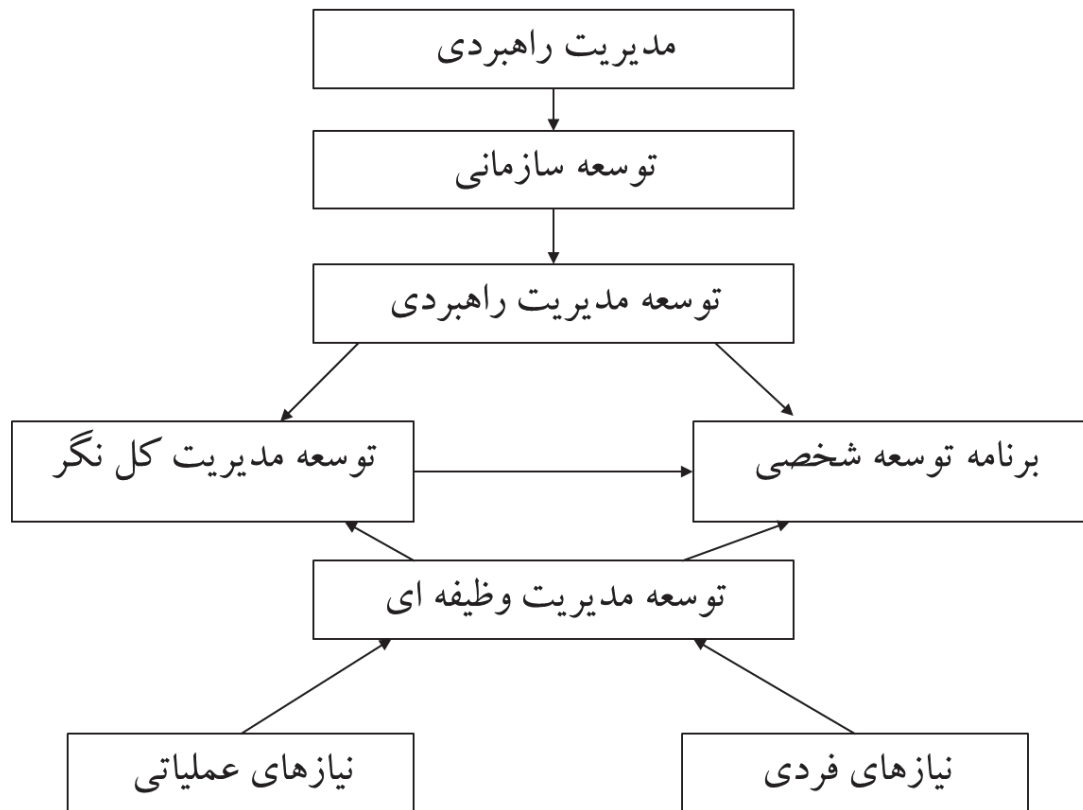 مدیریت راهبردی
توسعه سازمانی
توسعه مدیریت راهبردی
برنامه توسعه شخصی
توسعه مدیریت کل نگر
توسعه مدیریت وظیفه ای
نیازهای فردی
نیازهای عملیاتی